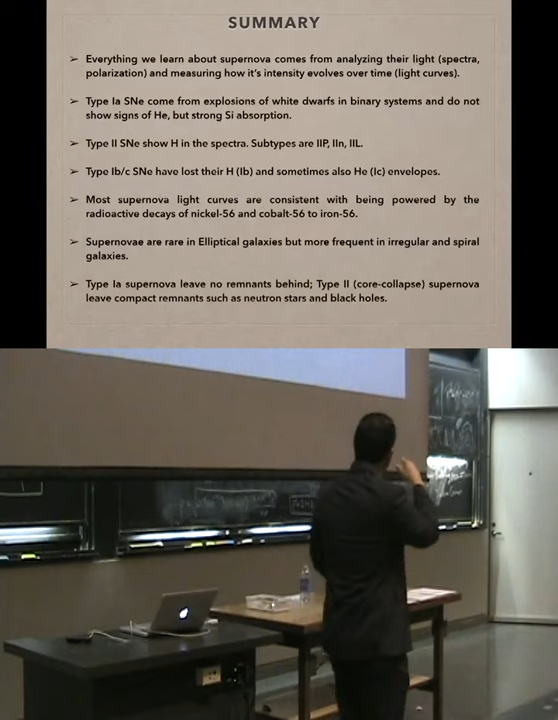 SUMMARY
➢ Everything we learn about supernova comes from analyzing their light (spectra,
polarization) and measuring how it's intensity evolves over time (light curves).
➢ Type Ia SNe come from explosions of white dwarfs in binary systems and do not
show signs of He, but strong Si absorption.
➢ Type II SNe show H in the spectra. Subtypes are IIP, IIn, IIL.
➢ Type Ib/c SNe have lost their H (Ib) and sometimes also He (Ic) envelopes.
➢ Most supernova light curves are consistent with being powered by the
radioactive decays of nickel-56 and cobalt-56 to iron-56.
➢ Supernovae are rare in Elliptical galaxies but more frequent in irregular and spiral
galaxies.
➢ Type Ia supernova leave no remnants behind; Type II (core-collapse) supernova
leave compact remnants such as neutron stars and black holes.